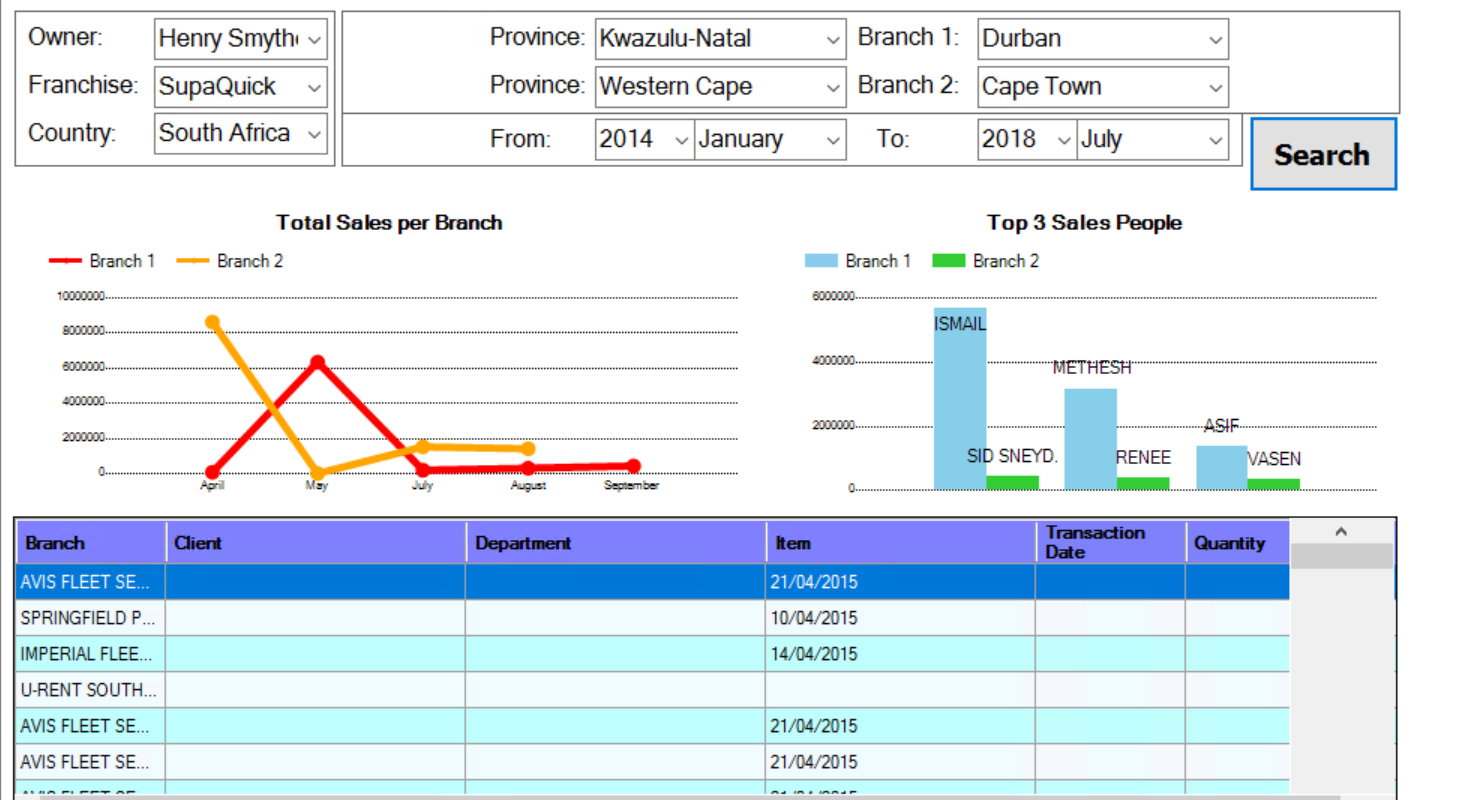 Owner: Henry Smythe Province: Kwazulu-Natal Branch 1: Durban
Franchise: SupaQuick Province: Western Cape Branch 2: Cape Town
Country: South Africa From: 2014 January To: 2018 July
Search
Total Sales per Branch
Branch 1 Branch 2
10000000
8000000
6000000
4000000
2000000
0
April May July August September
Top 3 Sales People
Branch 1 Branch 2
6000000
4000000
2000000
0
ISMAIL
METHESH
ASIF
SID SNEYD. RENEE VASEN
Branch Client Department Item Transaction Date Quantity
AVIS FLEET SE... 21/04/2015
SPRINGFIELD P... 10/04/2015
IMPERIAL FLEE... 14/04/2015
U-RENT SOUTH...
AVIS FLEET SE... 21/04/2015
AVIS FLEET SE... 21/04/2015